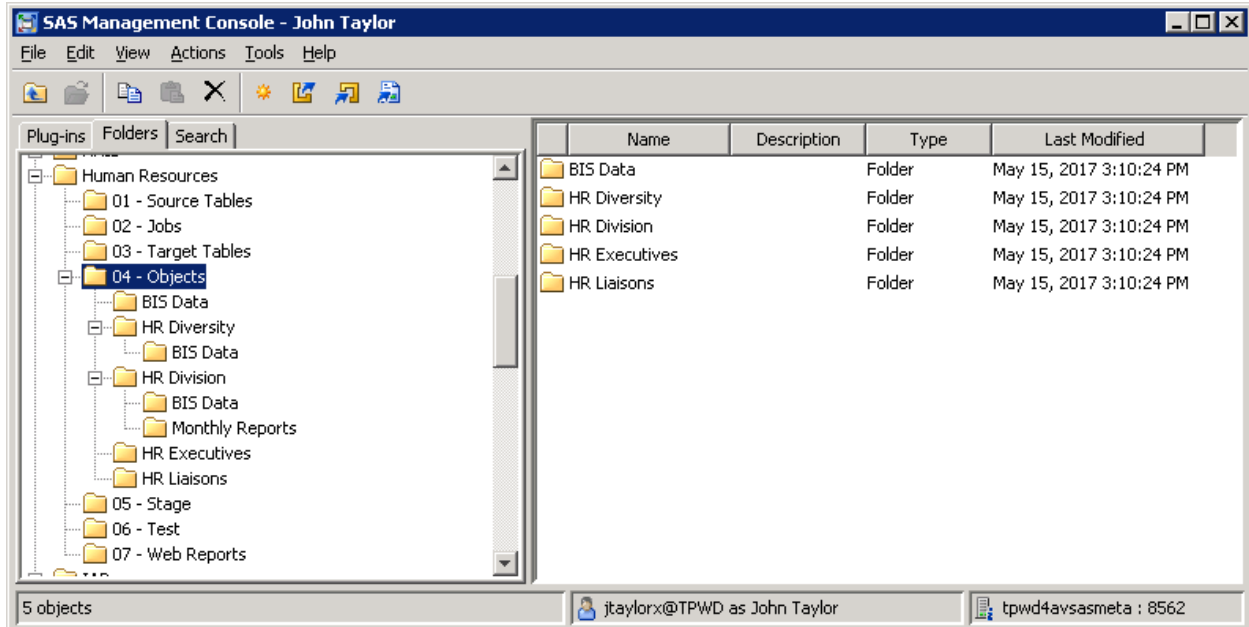 SAS Management Console - John Taylor
File Edit View Actions Tools Help
Plug-ins Folders Search
Human Resources
01 - Source Tables
02 - Jobs
03 - Target Tables
04 - Objects
BIS Data
HR Diversity
BIS Data
HR Division
BIS Data
Monthly Reports
HR Executives
HR Liaisons
05 - Stage
06 - Test
07 - Web Reports
Name Description Type Last Modified
BIS Data Folder May 15, 2017 3:10:24 PM
HR Diversity Folder May 15, 2017 3:10:24 PM
HR Division Folder May 15, 2017 3:10:24 PM
HR Executives Folder May 15, 2017 3:10:24 PM
HR Liaisons Folder May 15, 2017 3:10:24 PM
5 objects jtaylorx@TPWD as John Taylor tpwd4avsasmeta : 8562